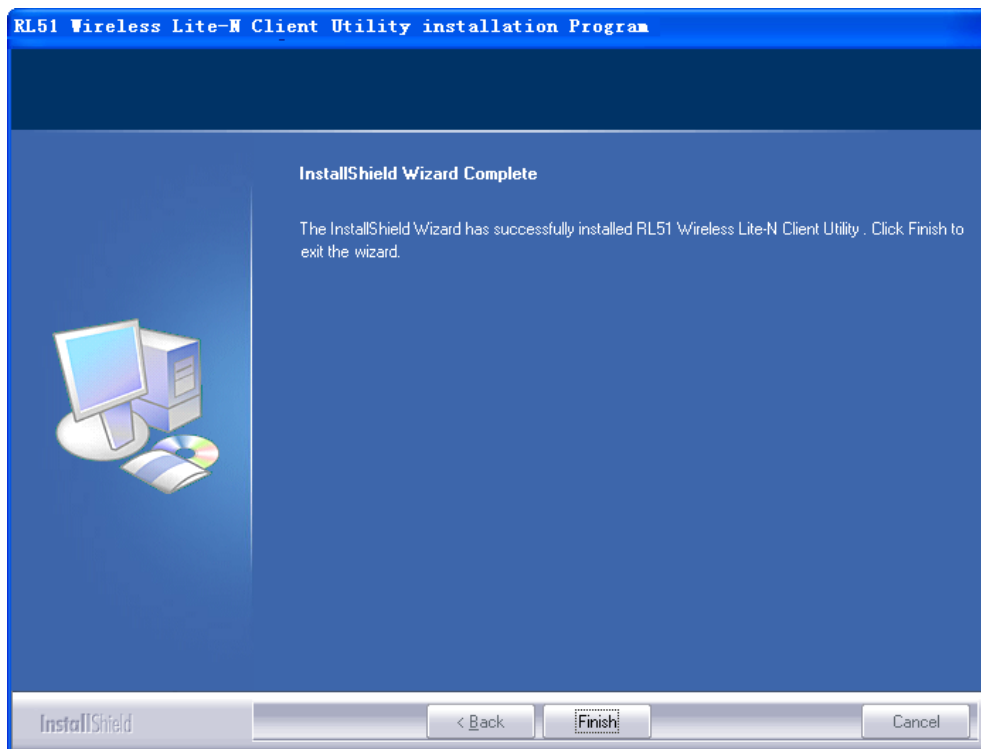 RL51 Wireless Lite-N Client Utility installation Program
InstallShield Wizard Complete
The InstallShield Wizard has successfully installed RL51 Wireless Lite-N Client Utility . Click Finish to
exit the wizard.
InstallShield
< Back
Finish
Cancel